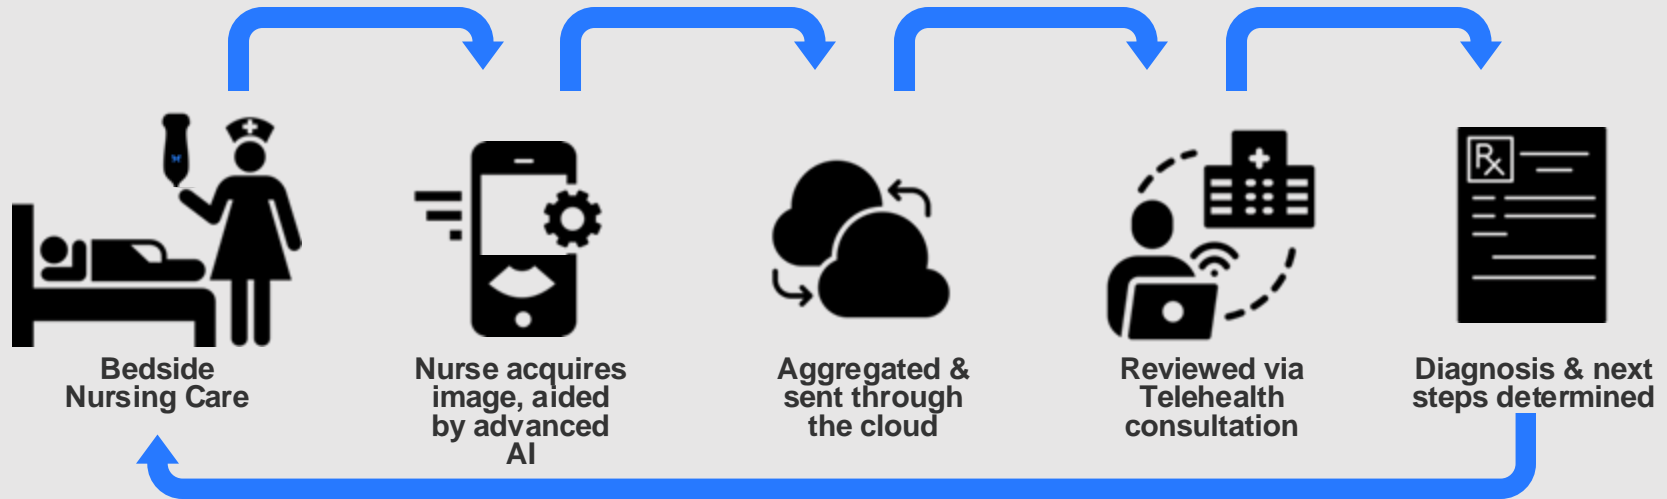 Rx
Bedside
Nursing Care
Nurse acquires
image, aided
by advanced
AI
Aggregated &
sent through
the cloud
Reviewed via
Telehealth
consultation
Diagnosis & next
steps determined